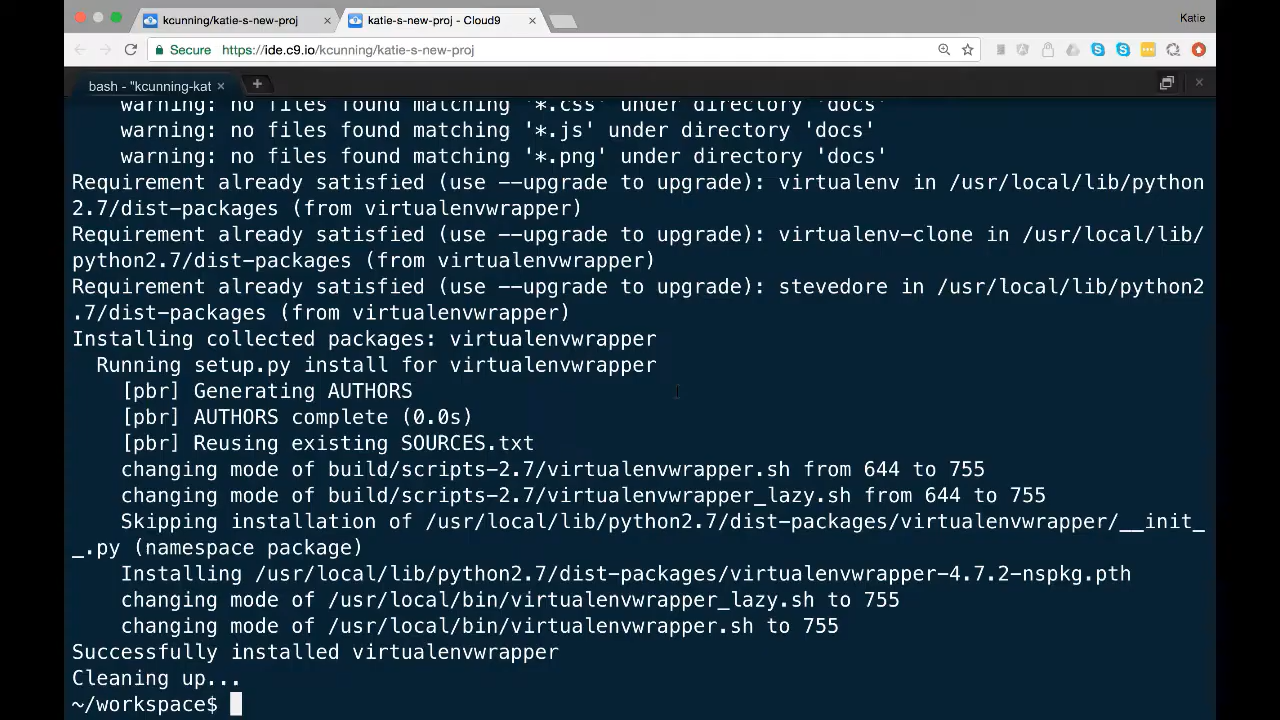 kcunning/katie-s-new-proj
katie-s-new-proj - Cloud9
Katie
Secure
https://ide.c9.io/kcunning/katie-s-new-proj
bash - "kcunning-kat
warning: no files found matching '*.css' under directory 'docs'
warning: no files found matching '*.js' under directory 'docs'
warning: no files found matching '*.png' under directory 'docs'
Requirement already satisfied (use --upgrade to upgrade): virtualenv in /usr/local/lib/python
2.7/dist-packages (from virtualenvwrapper)
Requirement already satisfied (use --upgrade to upgrade): virtualenv-clone in /usr/local/lib/
python2.7/dist-packages (from virtualenvwrapper)
Requirement already satisfied (use --upgrade to upgrade): stevedore in /usr/local/lib/python2
.7/dist-packages (from virtualenvwrapper)
Installing collected packages: virtualenvwrapper
Running setup.py install for virtualenvwrapper
[pbr] Generating AUTHORS
[pbr] AUTHORS complete (0.0s)
[pbr] Reusing existing SOURCES.txt
changing mode of build/scripts-2.7/virtualenvwrapper.sh from 644 to 755
changing mode of build/scripts-2.7/virtualenvwrapper_lazy.sh from 644 to 755
Skipping installation of /usr/local/lib/python2.7/dist-packages/virtualenvwrapper/__init_
_.py (namespace package)
Installing /usr/local/lib/python2.7/dist-packages/virtualenvwrapper-4.7.2-nspkg.pth
changing mode of /usr/local/bin/virtualenvwrapper_lazy.sh to 755
changing mode of /usr/local/bin/virtualenvwrapper.sh to 755
Successfully installed virtualenvwrapper
Cleaning up...
~/workspace$